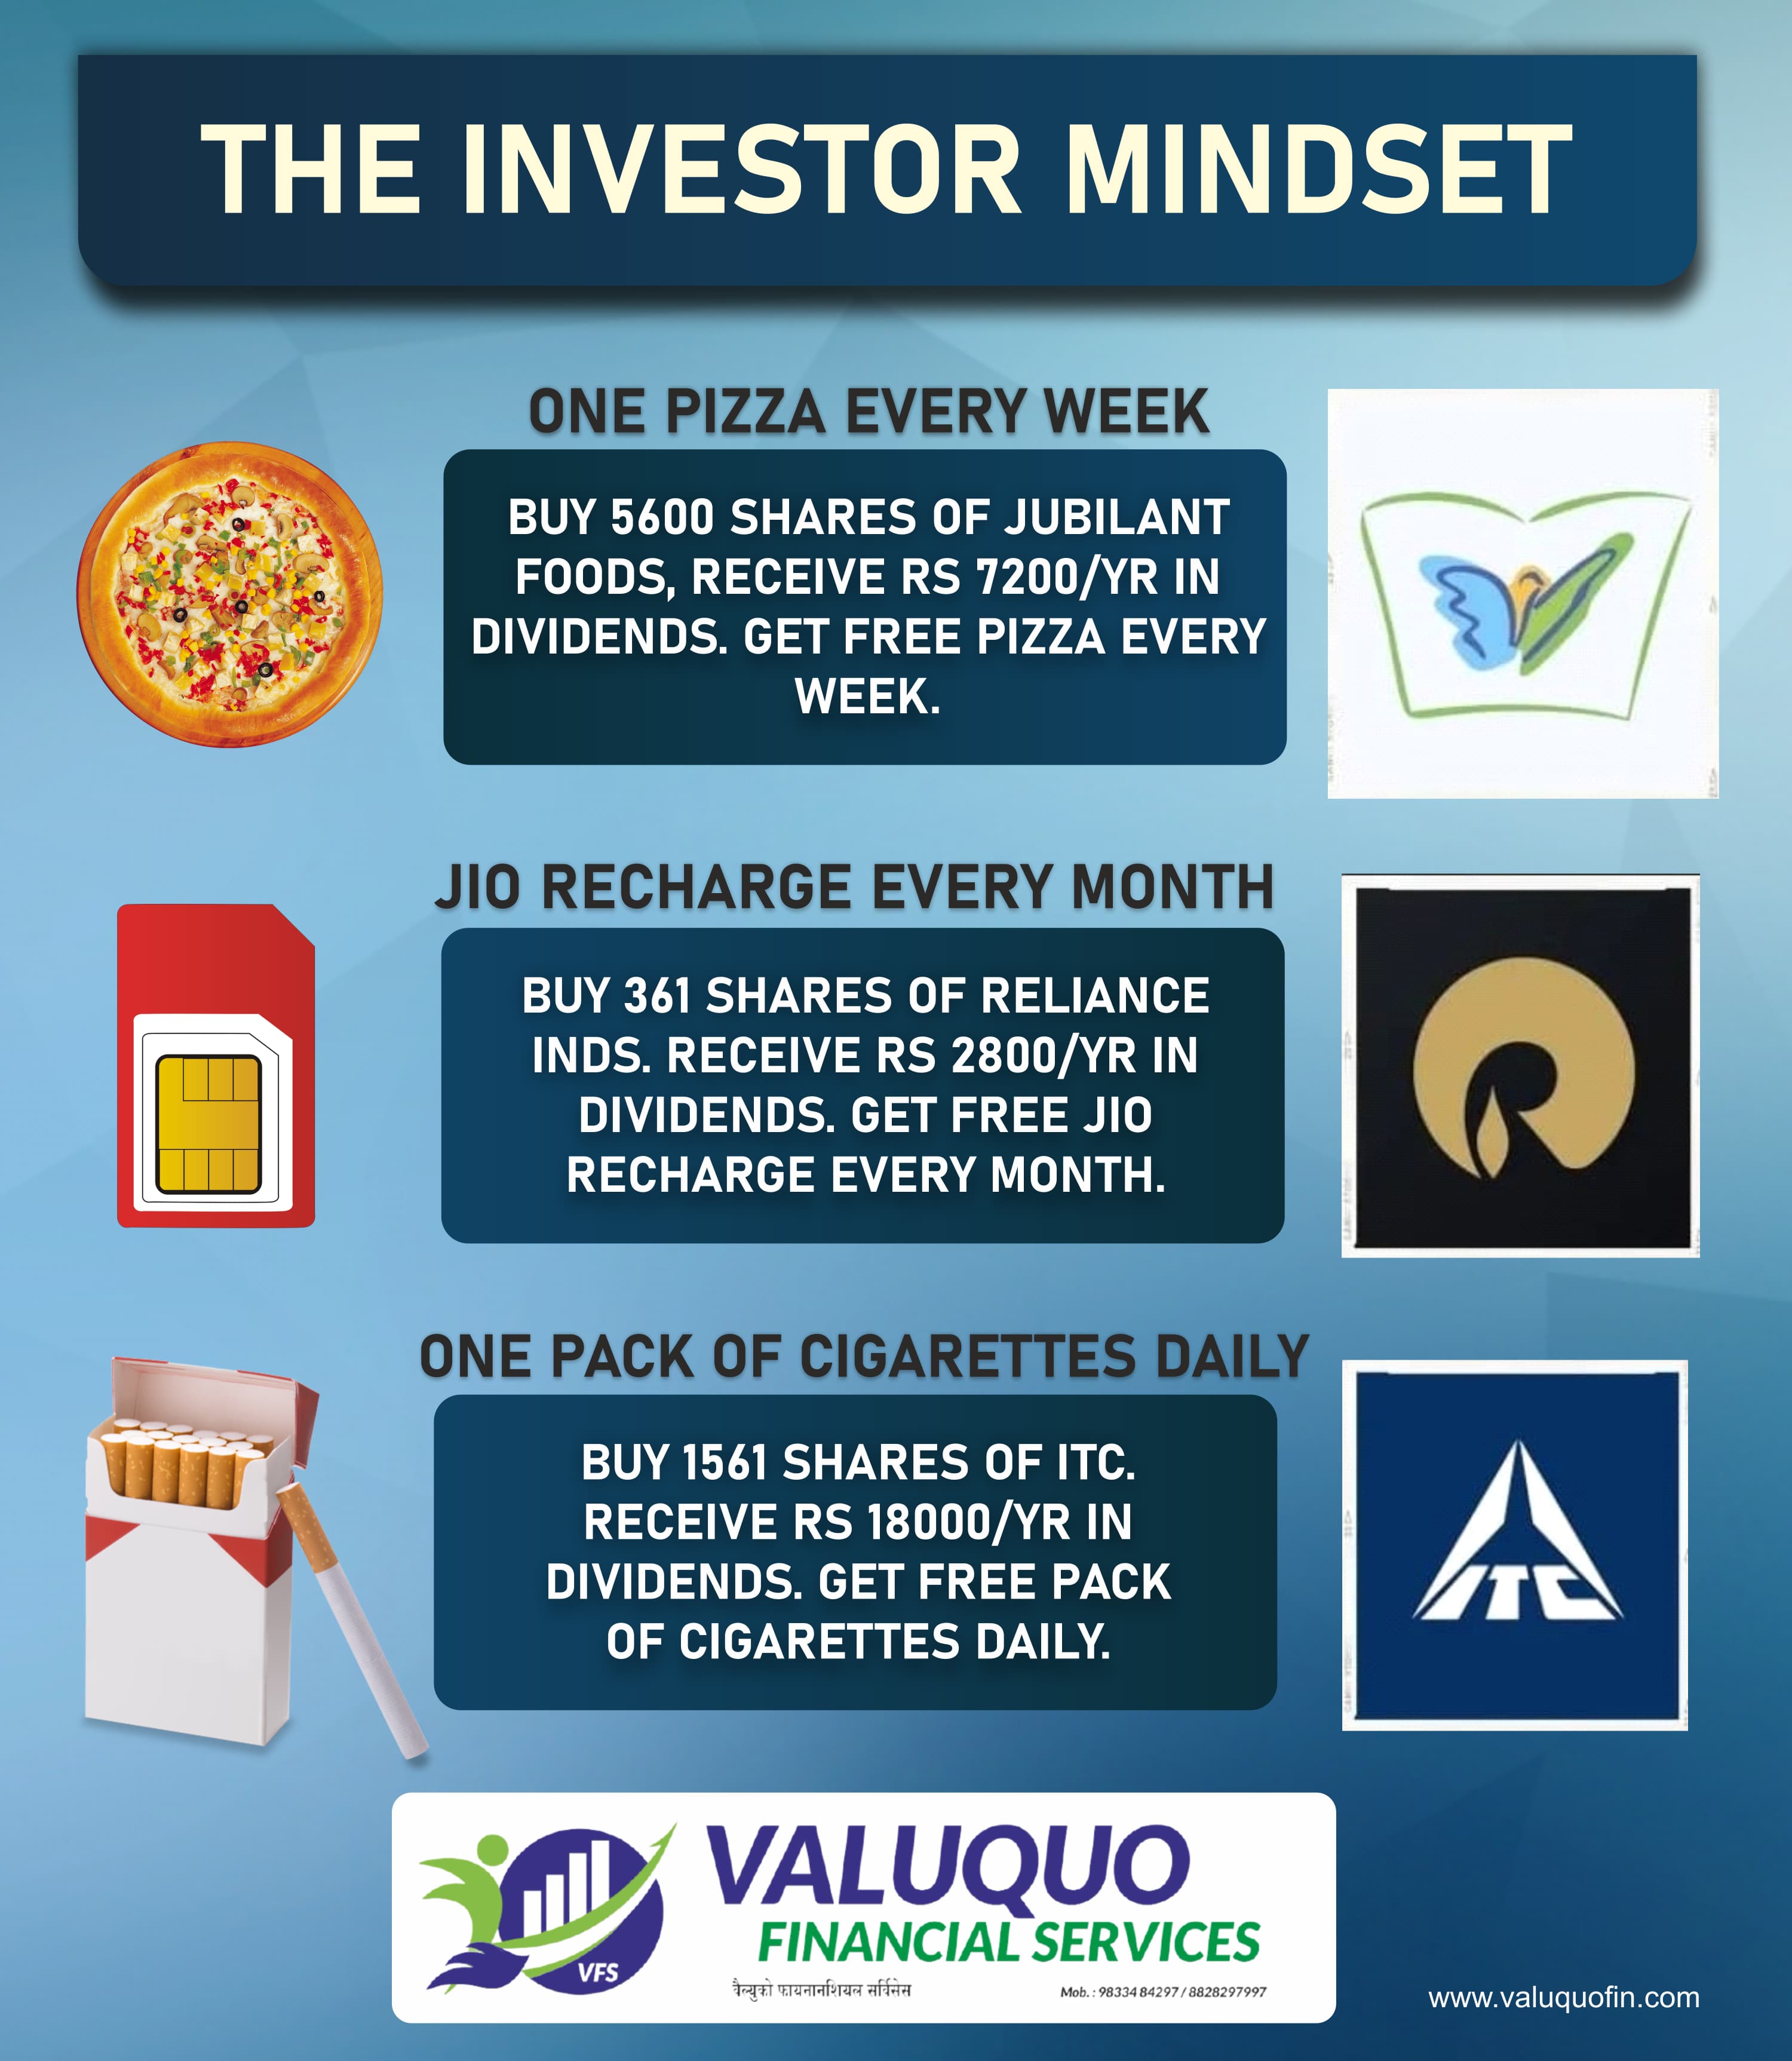 THE INVESTOR MINDSET
ONE PIZZA EVERY WEEK
BUY 5600 SHARES OF JUBILANT
FOODS, RECEIVE RS 7200/YR IN
DIVIDENDS. GET FREE PIZZA EVERY
WEEK.
JIO RECHARGE EVERY MONTH
BUY 361 SHARES OF RELIANCE
INDS. RECEIVE RS 2800/YR IN
DIVIDENDS. GET FREE JIO
RECHARGE EVERY MONTH.
ONE PACK OF CIGARETTES DAILY
BUY 1561 SHARES OF ITC.
RECEIVE RS 18000/YR IN
DIVIDENDS. GET FREE PACK
OF CIGARETTES DAILY.
ITC
VALUQUO
FINANCIAL SERVICES
VFS
वैल्युको फायनानशियल सर्विसेस
Mob. : 98334 84297 / 8828297997
www.valuquofin.com